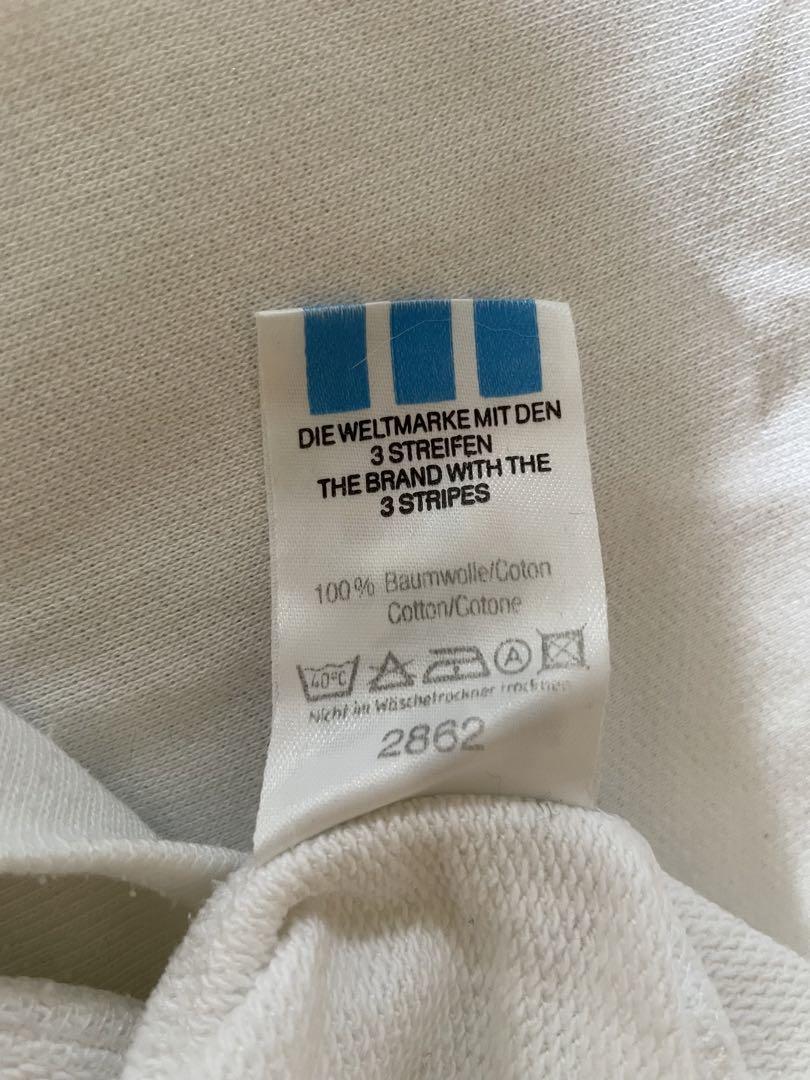 DIE WELTMARKE MIT DEN
3 STREIFEN
THE BRAND WITH THE
3 STRIPES
100% Baumwolle/Coton
Cotton/Cotone
40°C A
Nicht im Wäschetrockner trocknen
2862